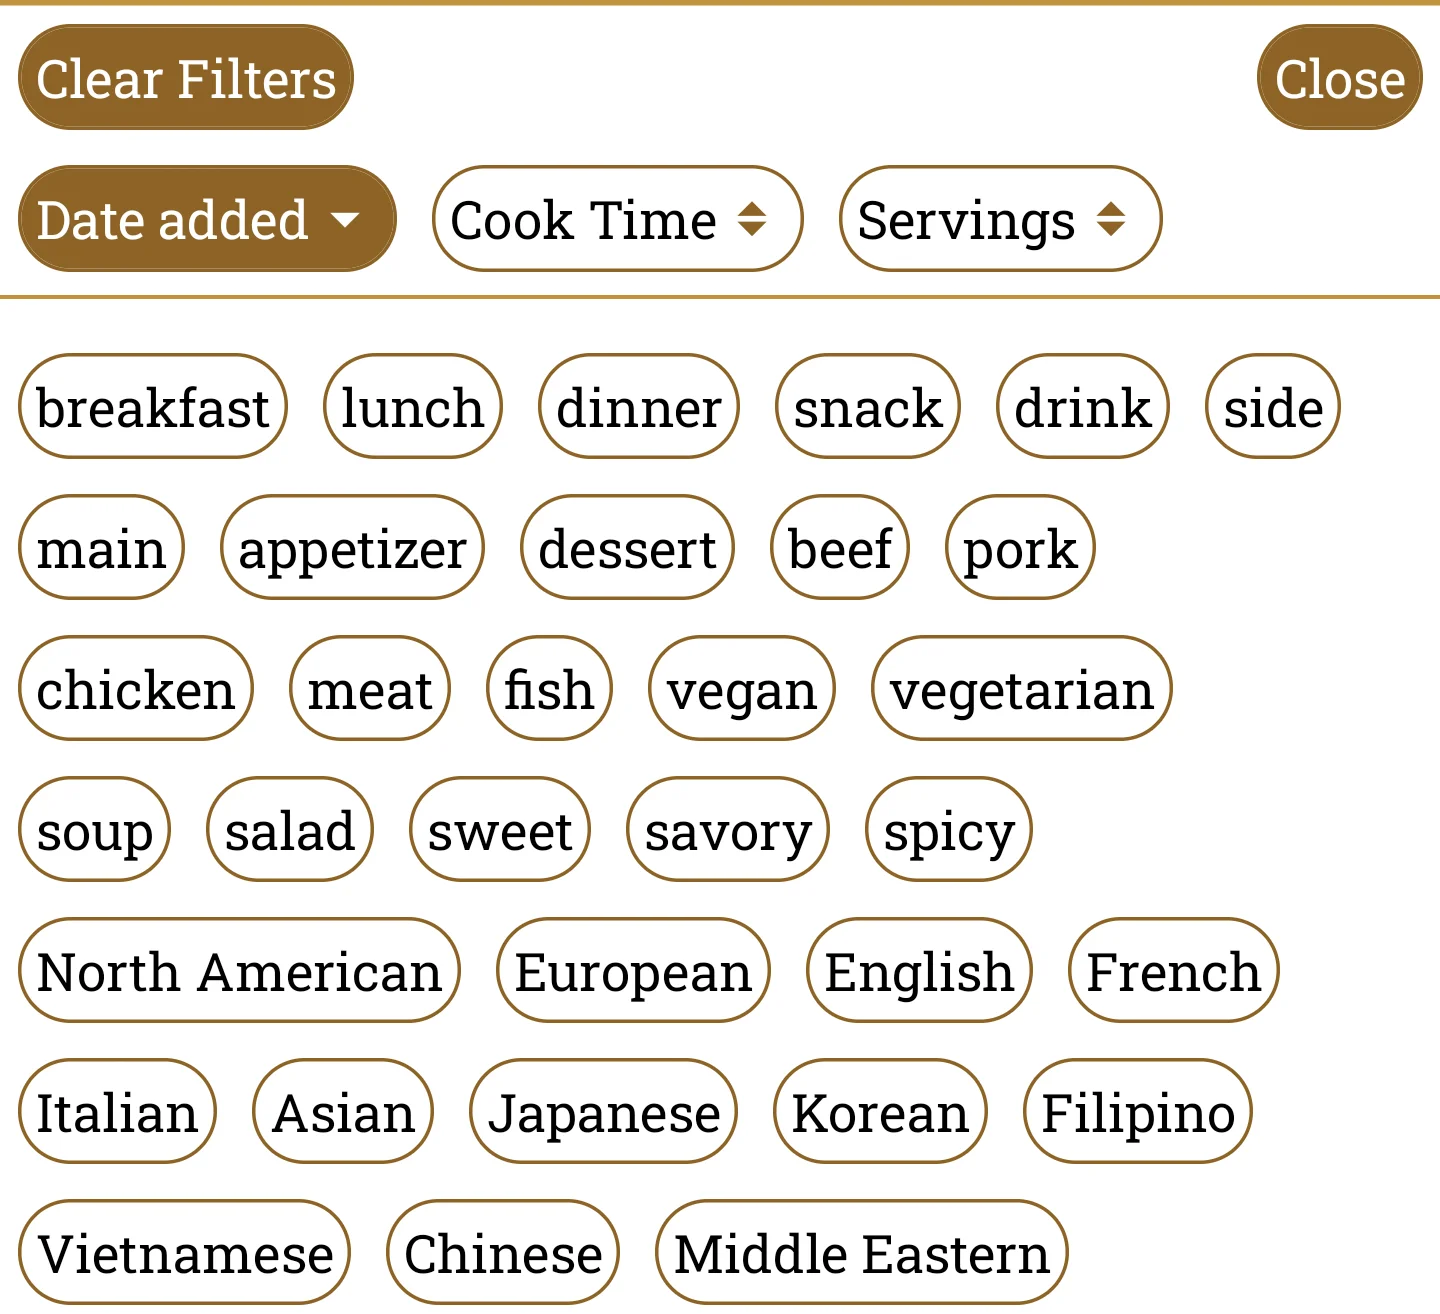 Clear Filters Close
Date added Cook Time Servings
breakfast lunch dinner snack drink side
main appetizer dessert beef pork
chicken meat fish vegan vegetarian
soup salad sweet savory spicy
North American European English French
Italian Asian Japanese Korean Filipino
Vietnamese Chinese Middle Eastern